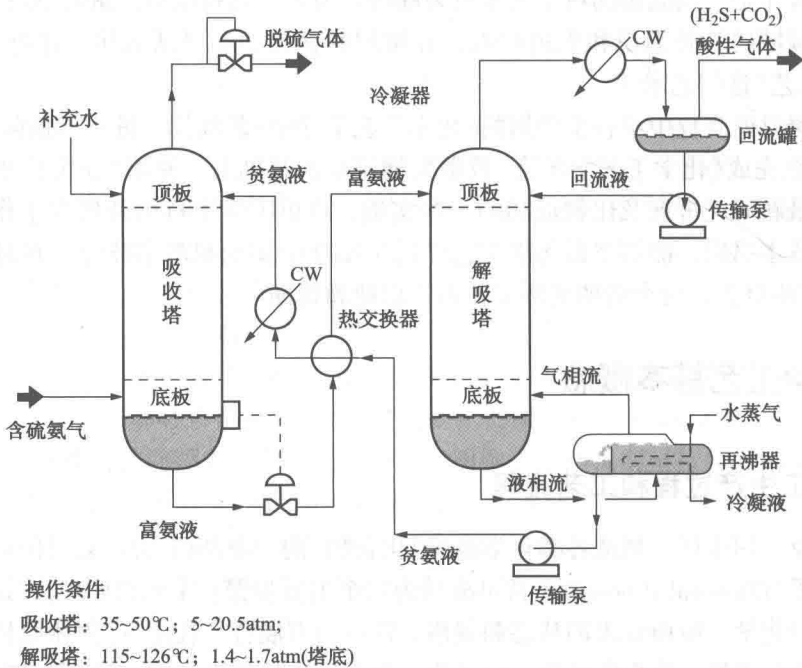 (H₂S+CO₂)
脱硫气体
CW
酸性气体
补充水
冷凝器
回流罐
贫氨液
富氨液
顶板
顶板
回流液
传输泵
吸收塔
解吸塔
CW
热交换器
底板
底板
气相流
水蒸气
含硫氨气
再沸器
液相流
冷凝液
富氨液
贫氨液
传输泵
操作条件
吸收塔:35~50℃;5~20.5atm;
解吸塔:115~126℃;1.4~1.7atm(塔底)